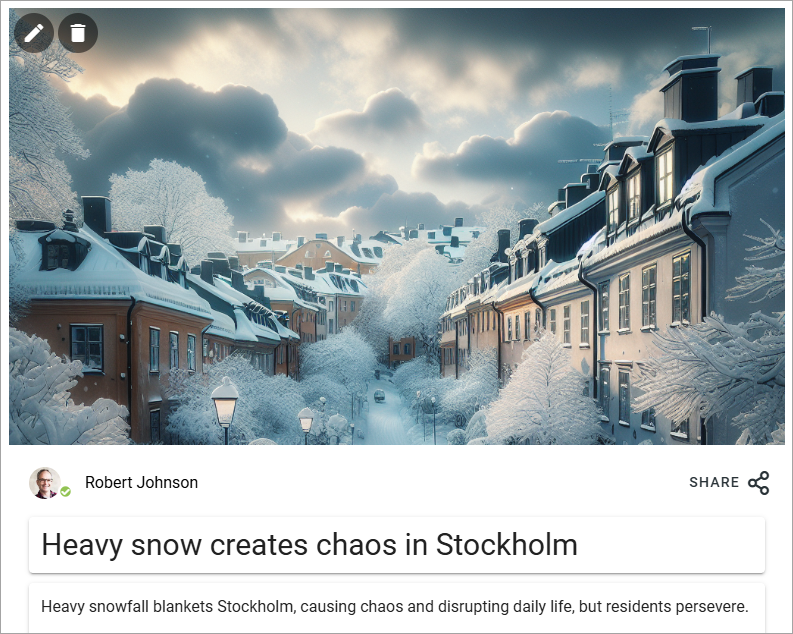 Robert Johnson
SHARE
Heavy snow creates chaos in Stockholm
Heavy snowfall blankets Stockholm, causing chaos and disrupting daily life, but residents persevere.